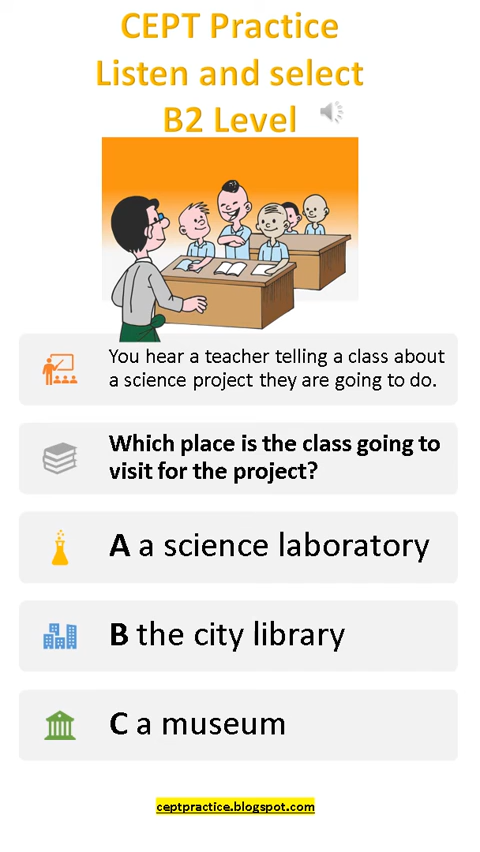 CEPT Practice
Listen and select
B2 Level
You hear a teacher telling a class about
a science project they are going to do.
Which place is the class going to
visit for the project?
A a science laboratory
B the city library
C a museum
ceptpractice.blogspot.com